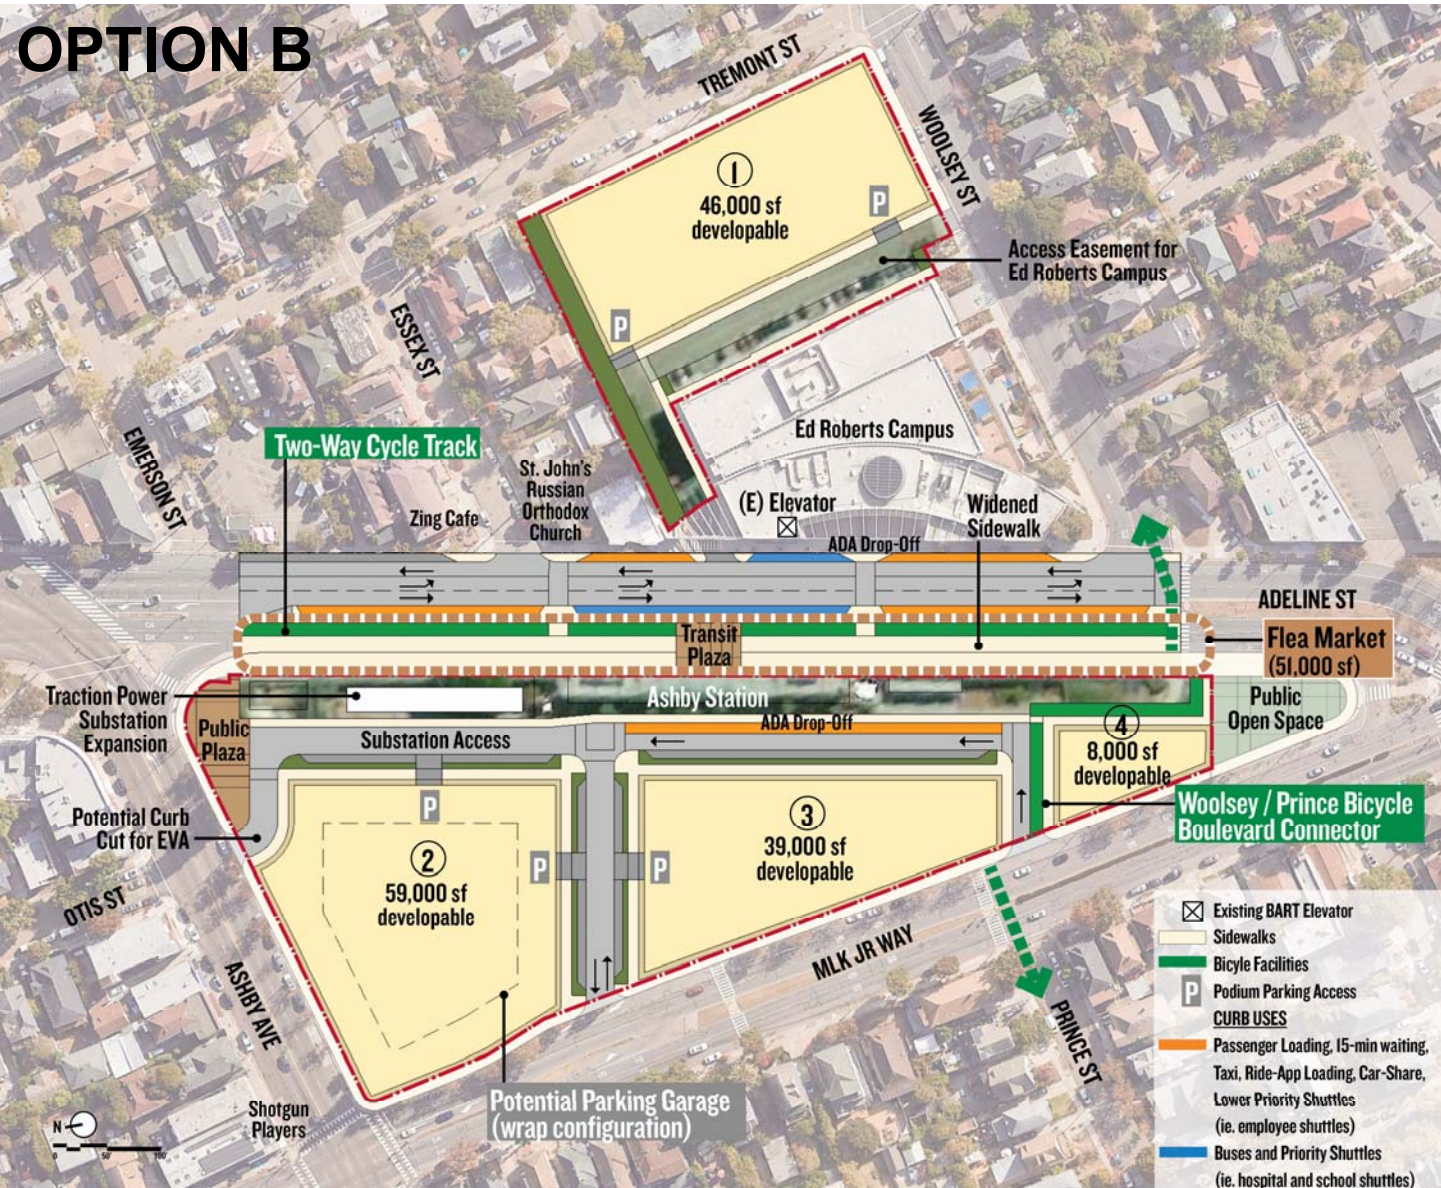 OPTION B
TREMONT ST
WOOLSEY ST
1
46,000 sf
developable
P
P
Access Easement for
Ed Roberts Campus
ESSEX ST
EMERSON ST
Two-Way Cycle Track
Zing Cafe
St. John's
Russian
Orthodox
Church
Ed Roberts Campus
(E) Elevator
Widened
Sidewalk
ADA Drop-Off
ADELINE ST
Transit
Plaza
Flea Market
(51,000 sf)
Traction Power
Substation
Expansion
Ashby Station
Public
Plaza
Substation Access
ADA Drop-Off
Public
Open Space
4
8,000 sf
developable
Potential Curb
Cut for EVA
P
2
59,000 sf
developable
P
P
3
39,000 sf
developable
Woolsey / Prince Bicycle
Boulevard Connector
OTIS ST
ASHBY AVE
MLK JR WAY
PRINCE ST
Potential Parking Garage
(wrap configuration)
Shotgun
Players
N
0 50' 100'
Existing BART Elevator
Sidewalks
Bicyle Facilities
P Podium Parking Access
CURB USES
Passenger Loading, 15-min waiting,
Taxi, Ride-App Loading, Car-Share,
Lower Priority Shuttles
(ie. employee shuttles)
Buses and Priority Shuttles
(ie. hospital and school shuttles)